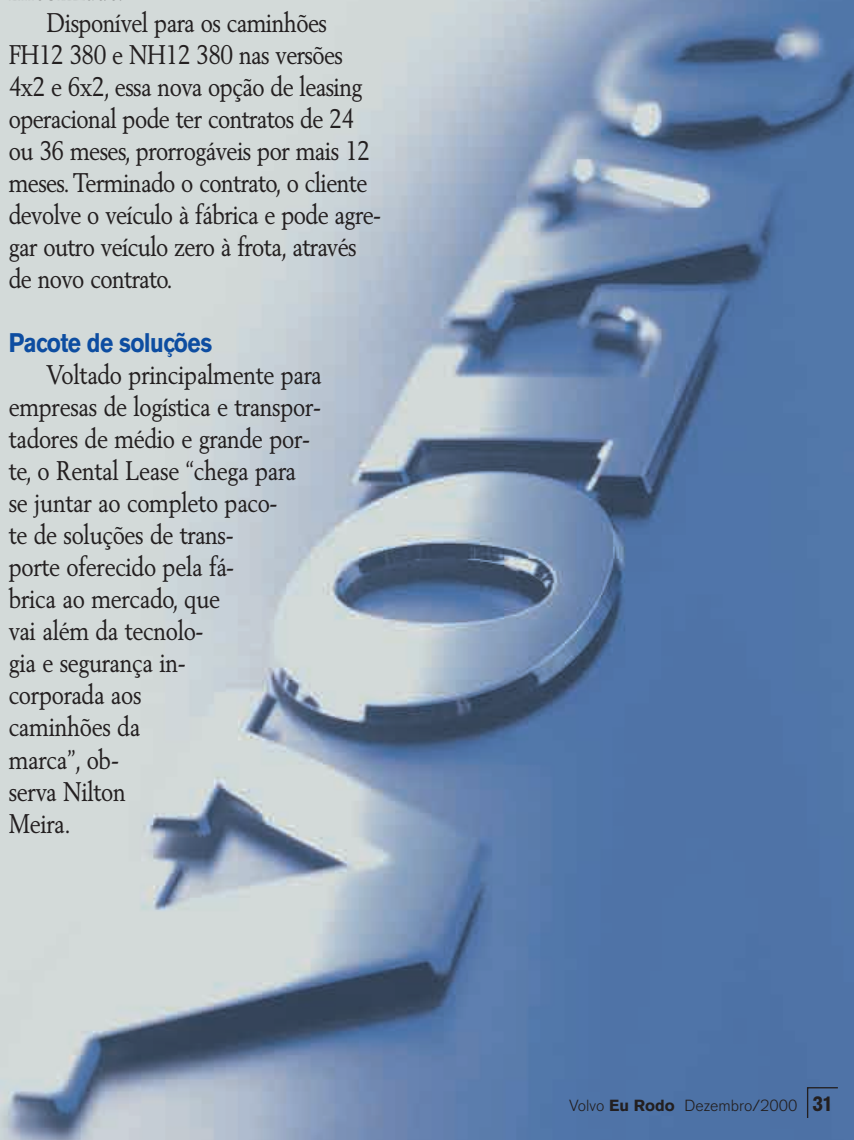 Disponível para os caminhões
FH12 380 e NH12 380 nas versões
4x2 e 6x2, essa nova opção de leasing
operacional pode ter contratos de 24
ou 36 meses, prorrogáveis por mais 12
meses. Terminado o contrato, o cliente
devolve o veículo à fábrica e pode agre-
gar outro veículo zero à frota, através
de novo contrato.
Pacote de soluções
Voltado principalmente para
empresas de logística e transpor-
tadores de médio e grande por-
te, o Rental Lease “chega para
se juntar ao completo paco-
te de soluções de trans-
porte oferecido pela fá-
brica ao mercado, que
vai além da tecnolo-
gia e segurança in-
corporada aos
caminhões da
marca”, ob-
serva Nilton
Meira.
VOLVO
Volvo Eu Rodo Dezembro/2000 31